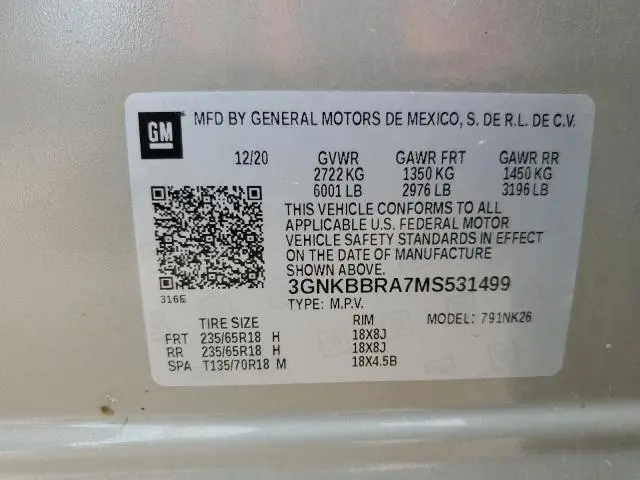 GM MFD BY GENERAL MOTORS DE MEXICO, S. DE R.L. DE C.V.
12/20 GVWR GAWR FRT GAWR RR
2722 KG 1350 KG 1450 KG
6001 LB 2976 LB 3196 LB
THIS VEHICLE CONFORMS TO ALL
APPLICABLE U.S. FEDERAL MOTOR
VEHICLE SAFETY STANDARDS IN EFFECT
ON THE DATE OF MANUFACTURE
3GNKBBRA7MS531499
316E
TYPE: M.P.V.
TIRE SIZE RIM MODEL: 791NK26
FRT 235/65R18 H 18X8J
RR 235/65R18 H 18X8J
SPA T135/70R18 M 18X4.5B